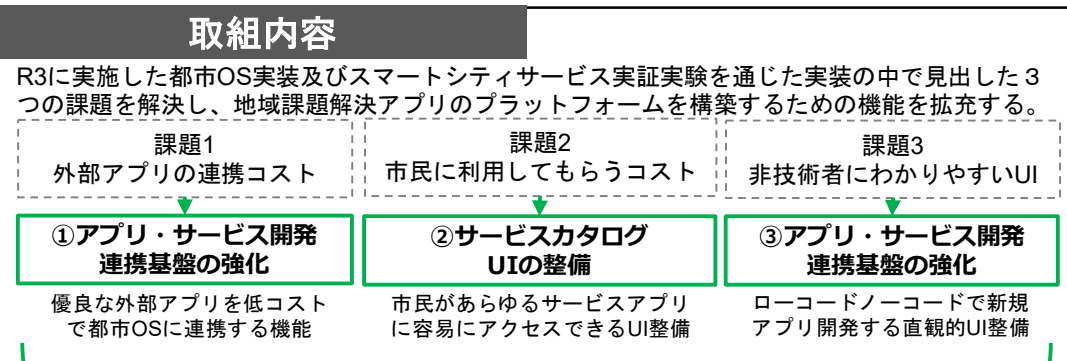 取組内容
R3に実施した都市OS実装及びスマートシティサービス実証実験を通じた実装の中で見出した３
つの課題を解決し、地域課題解決アプリのプラットフォームを構築するための機能を拡充する。
課題1
外部アプリの連携コスト
課題2
市民に利用してもらうコスト
課題3
非技術者にわかりやすいUI
①アプリ・サービス開発
連携基盤の強化
②サービスカタログ
UIの整備
③アプリ・サービス開発
連携基盤の強化
優良な外部アプリを低コスト
で都市OSに連携する機能
市民があらゆるサービスアプリ
に容易にアクセスできるUI整備
ローコードノーコードで新規
アプリ開発する直観的UI整備